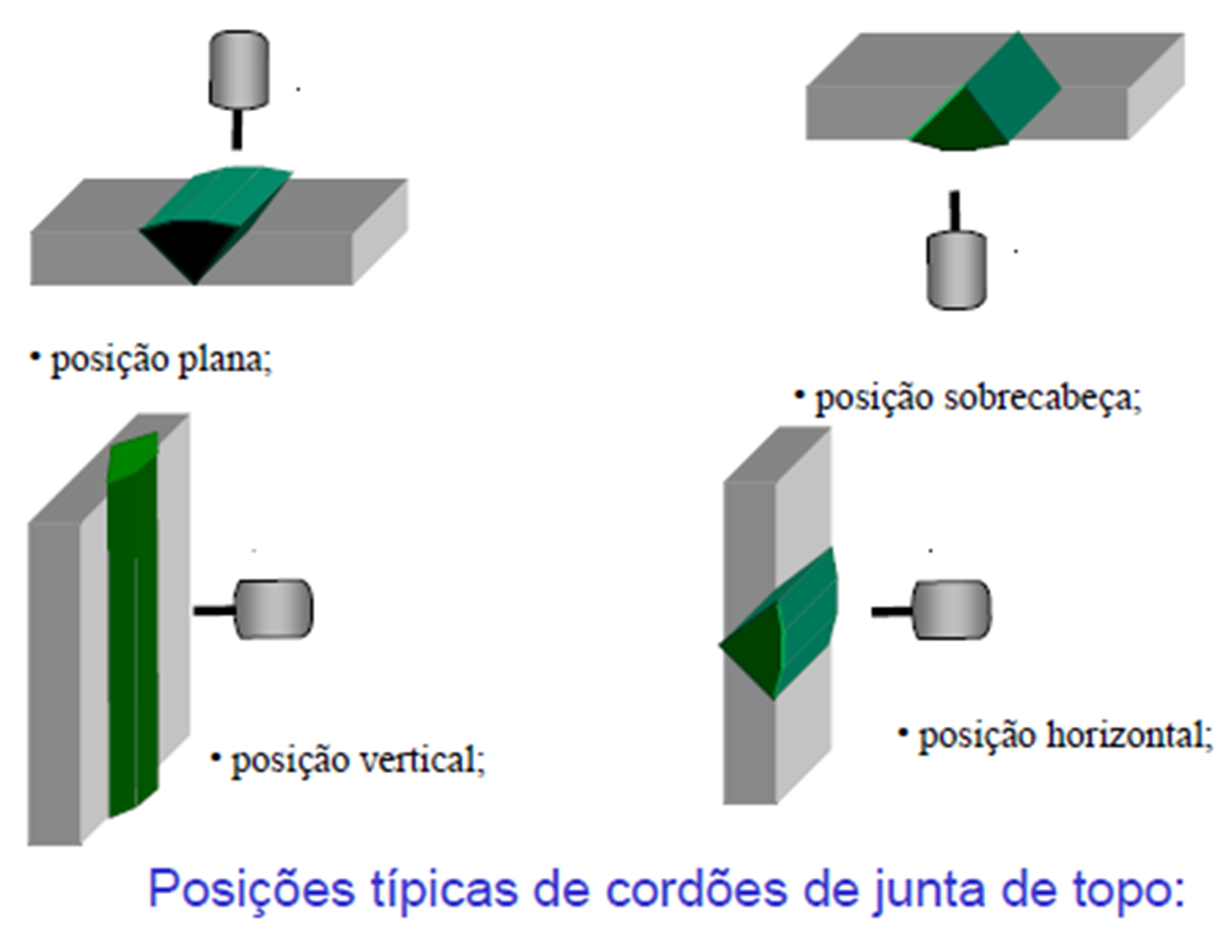 • posição plana;
• posição sobrecabeça;
• posição vertical;
• posição horizontal;
Posições típicas de cordões de junta de topo: